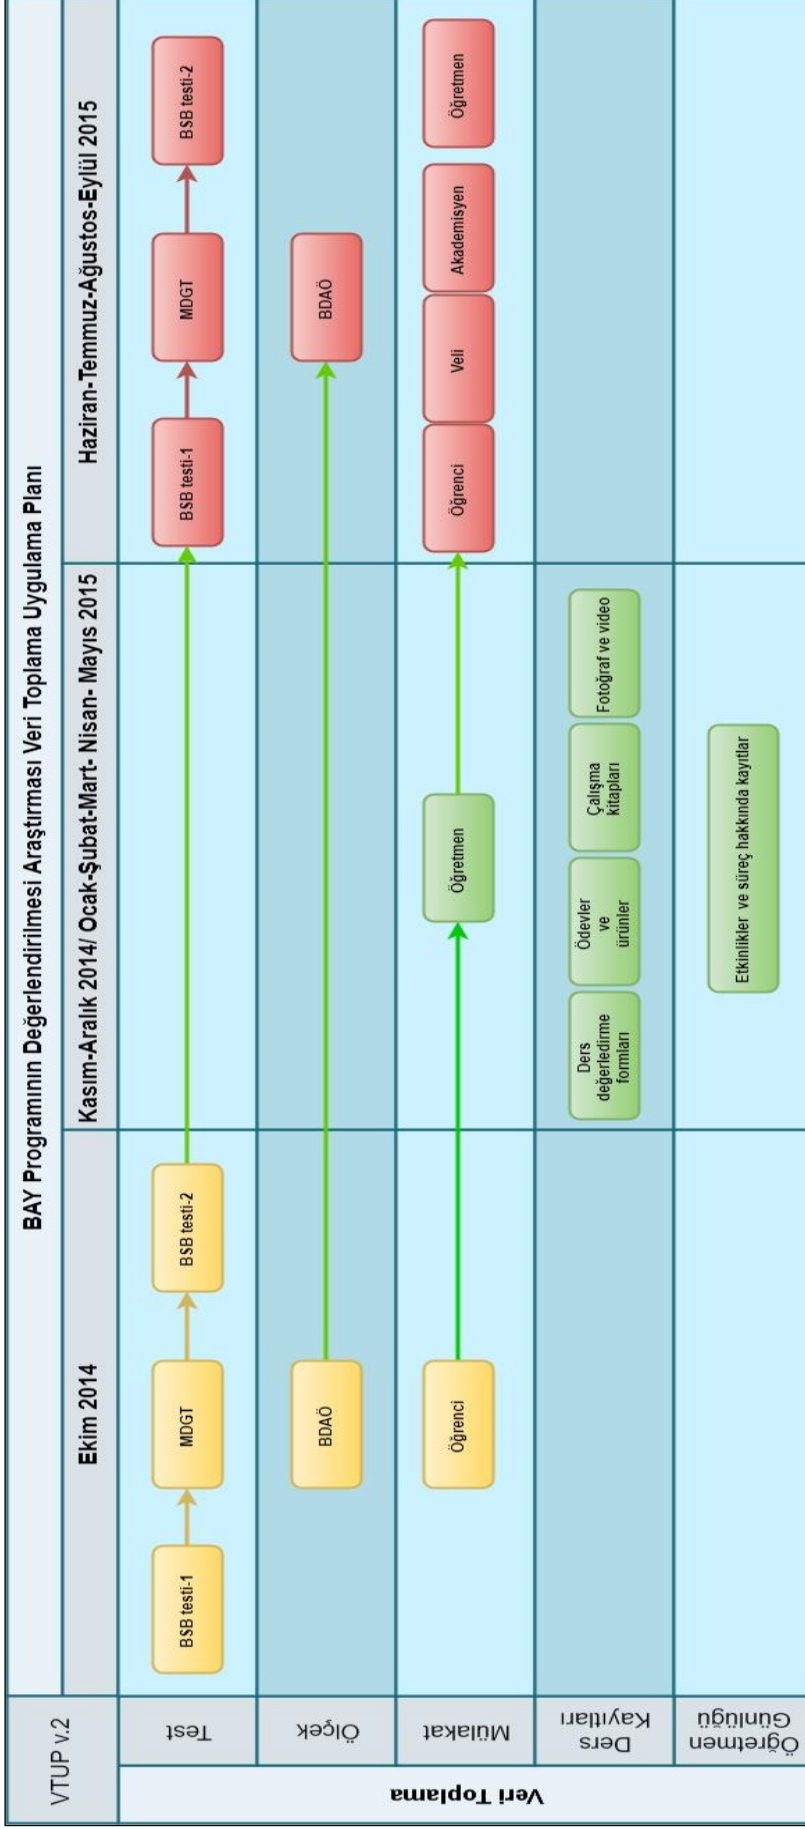 VTUP v.2
BAY Programının Değerlendirilmesi Araştırması Veri Toplama Uygulama Planı
Ekim 2014
Kasım-Aralık 2014/ Ocak-Şubat-Mart- Nisan- Mayıs 2015
Haziran-Temmuz-Ağustos-Eylül 2015
Veri Toplama
Test
BSB testi-1
MDGT
BSB testi-2
BSB testi-1
MDGT
BSB testi-2
Ölçek
BDAÖ
BDAÖ
Mülakat
Öğrenci
Öğretmen
Öğrenci
Veli
Akademisyen
Öğretmen
Ders
Kayıtları
Ders
değerledirme
formları
Ödevler
ve
ürünler
Çalışma
kitapları
Fotoğraf ve video
Öğretmen
Günlüğü
Etkinlikler ve süreç hakkında kayıtlar